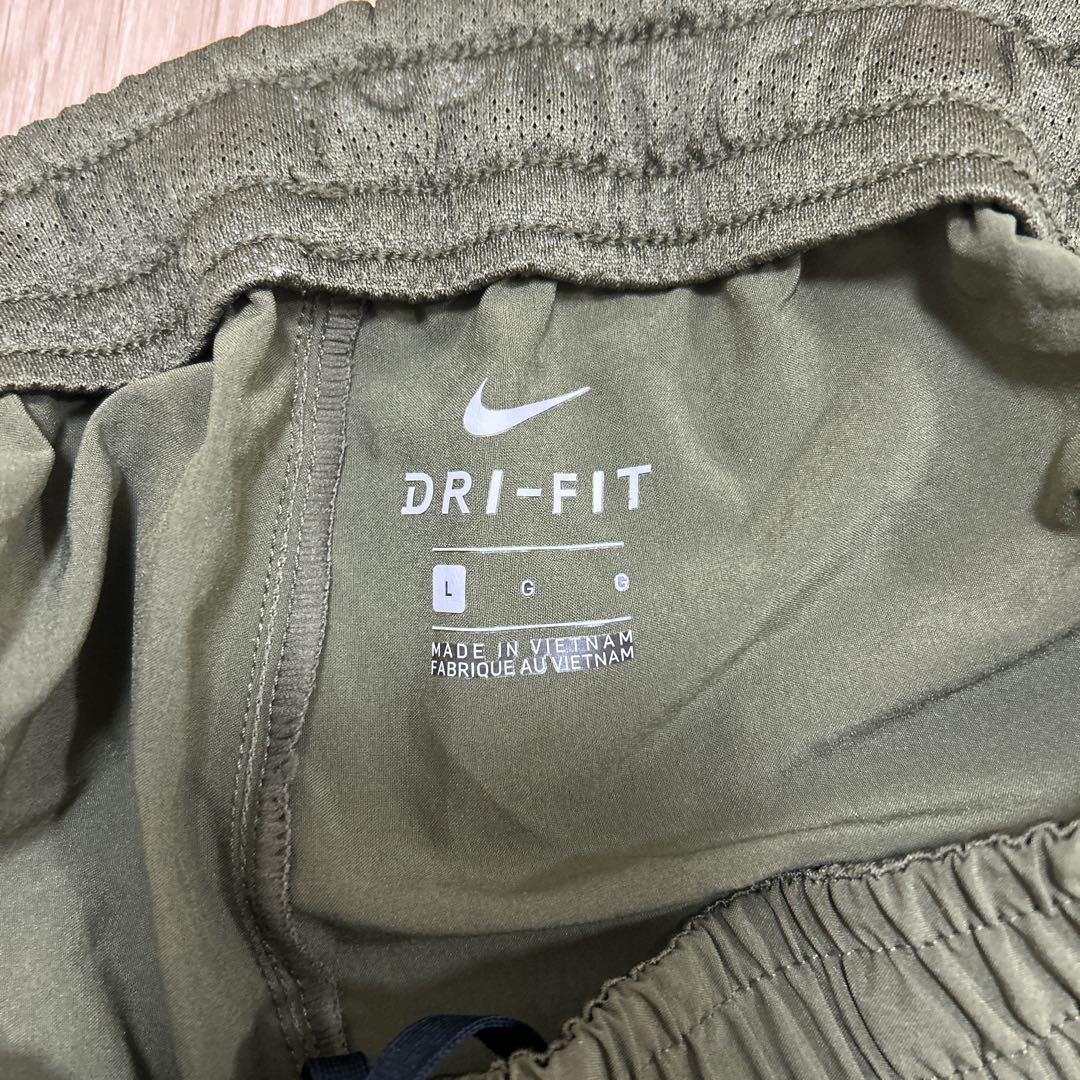 DRI-FIT
L G G
MADE IN VIETNAM
FABRIQUE AU VIETNAM